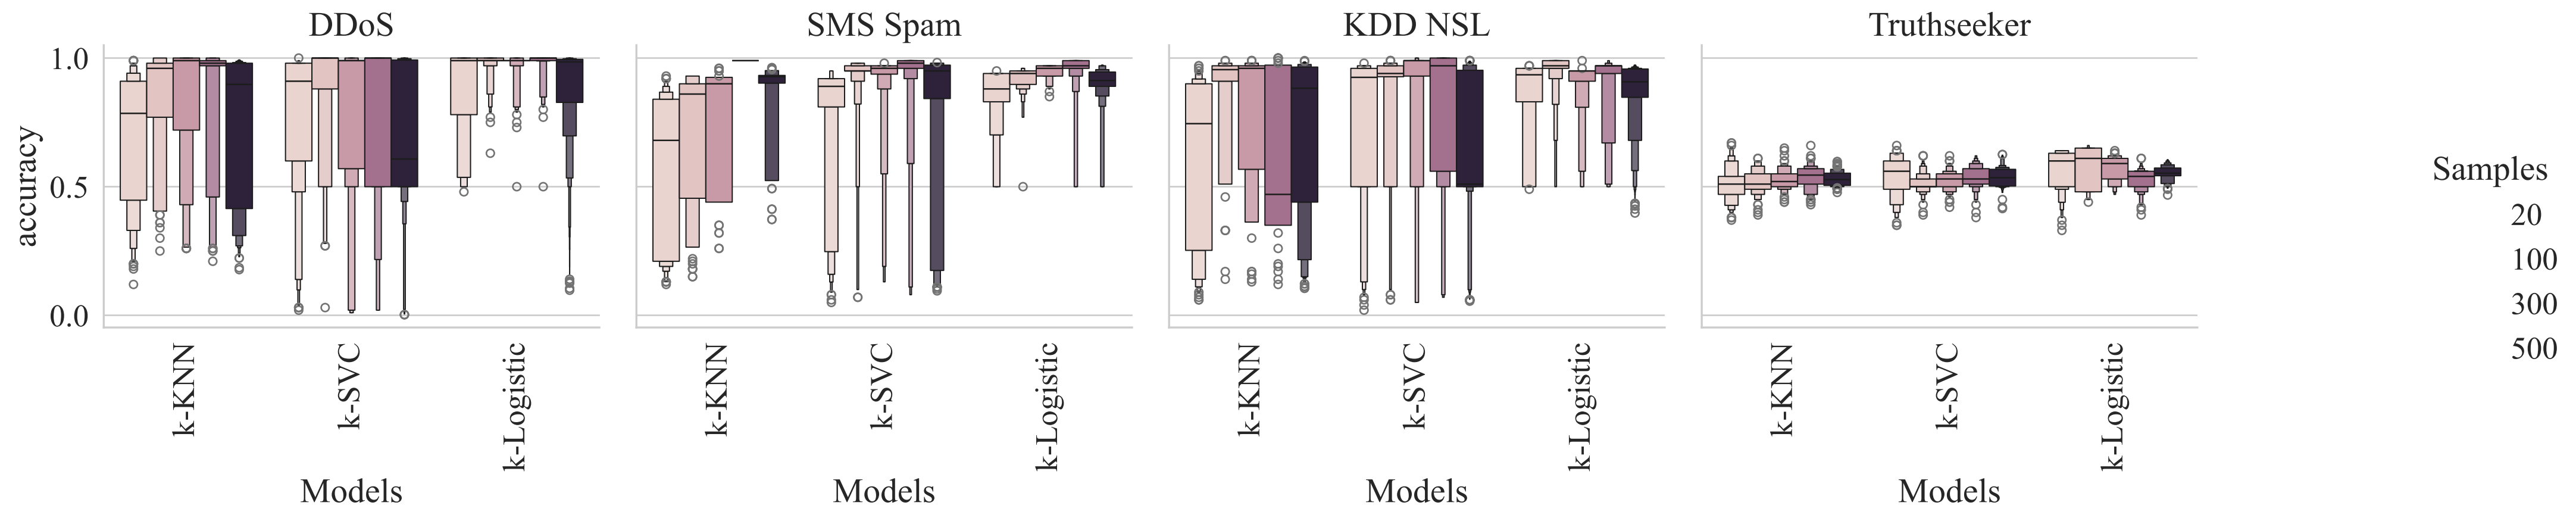 DDoS
SMS Spam
KDD NSL
Truthseeker
accuracy
1.0
0.5
0.0
k-KNN
k-SVC
k-Logistic
Models
k-KNN
k-SVC
k-Logistic
Models
k-KNN
k-SVC
k-Logistic
Models
k-KNN
k-SVC
k-Logistic
Models
Samples
20
100
300
500